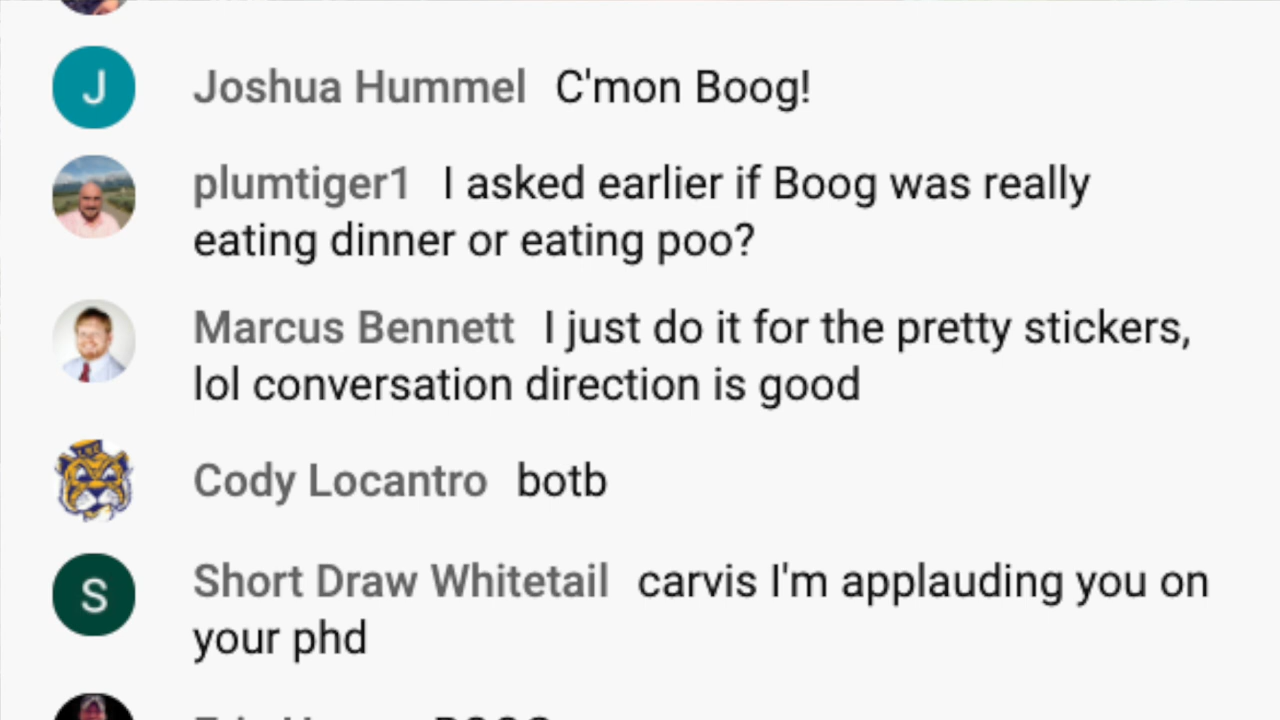 J
Joshua Hummel C'mon Boog!
plumtiger1 I asked earlier if Boog was really
eating dinner or eating poo?
Marcus Bennett I just do it for the pretty stickers,
lol conversation direction is good
Cody Locantro botb
S
Short Draw Whitetail carvis I'm applauding you on
your phd